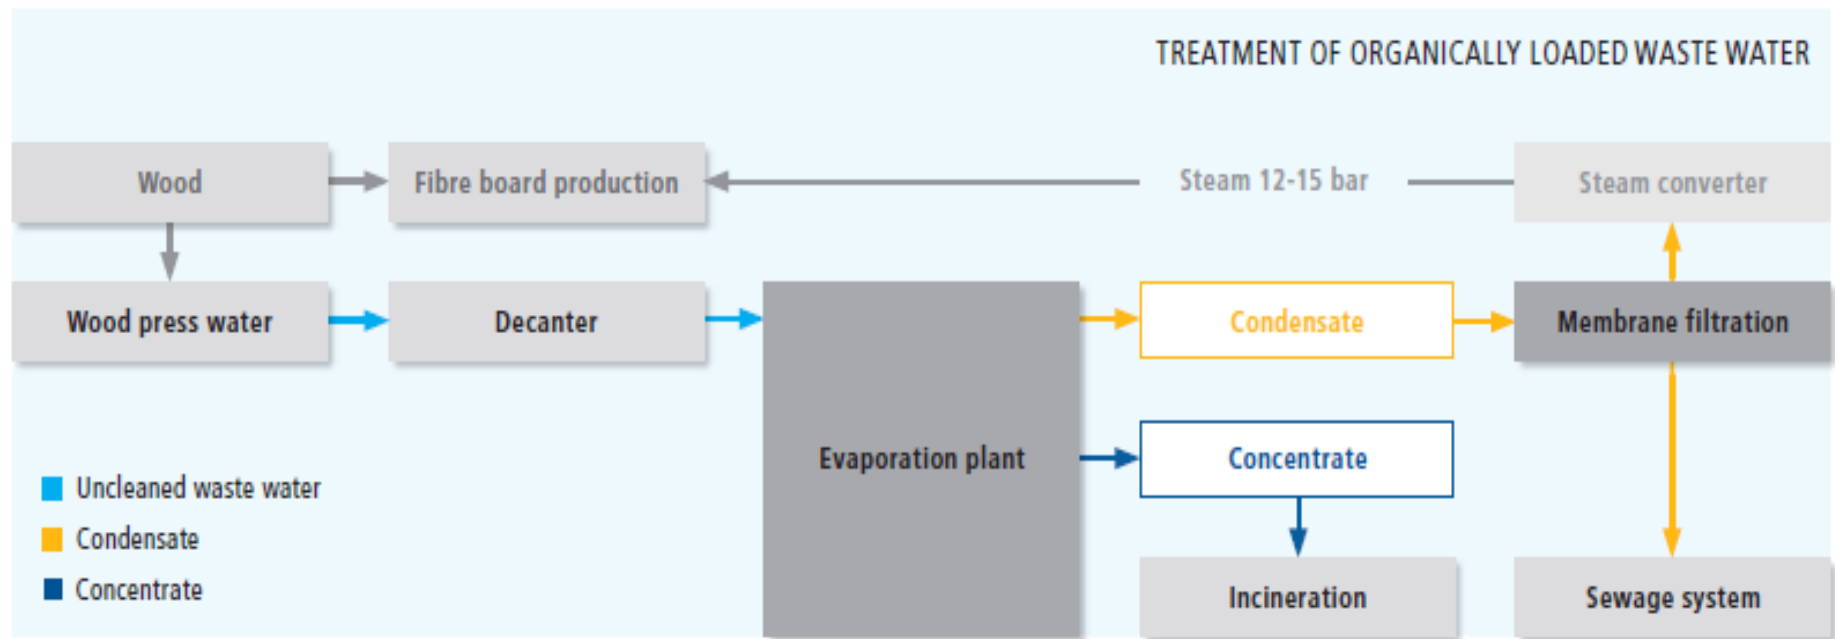 TREATMENT OF ORGANICALLY LOADED WASTE WATER
Wood
Fibre board production
Steam 12-15 bar
Steam converter
Wood press water
Decanter
Condensate
Membrane filtration
Evaporation plant
Concentrate
Uncleaned waste water
Condensate
Concentrate
Incineration
Sewage system